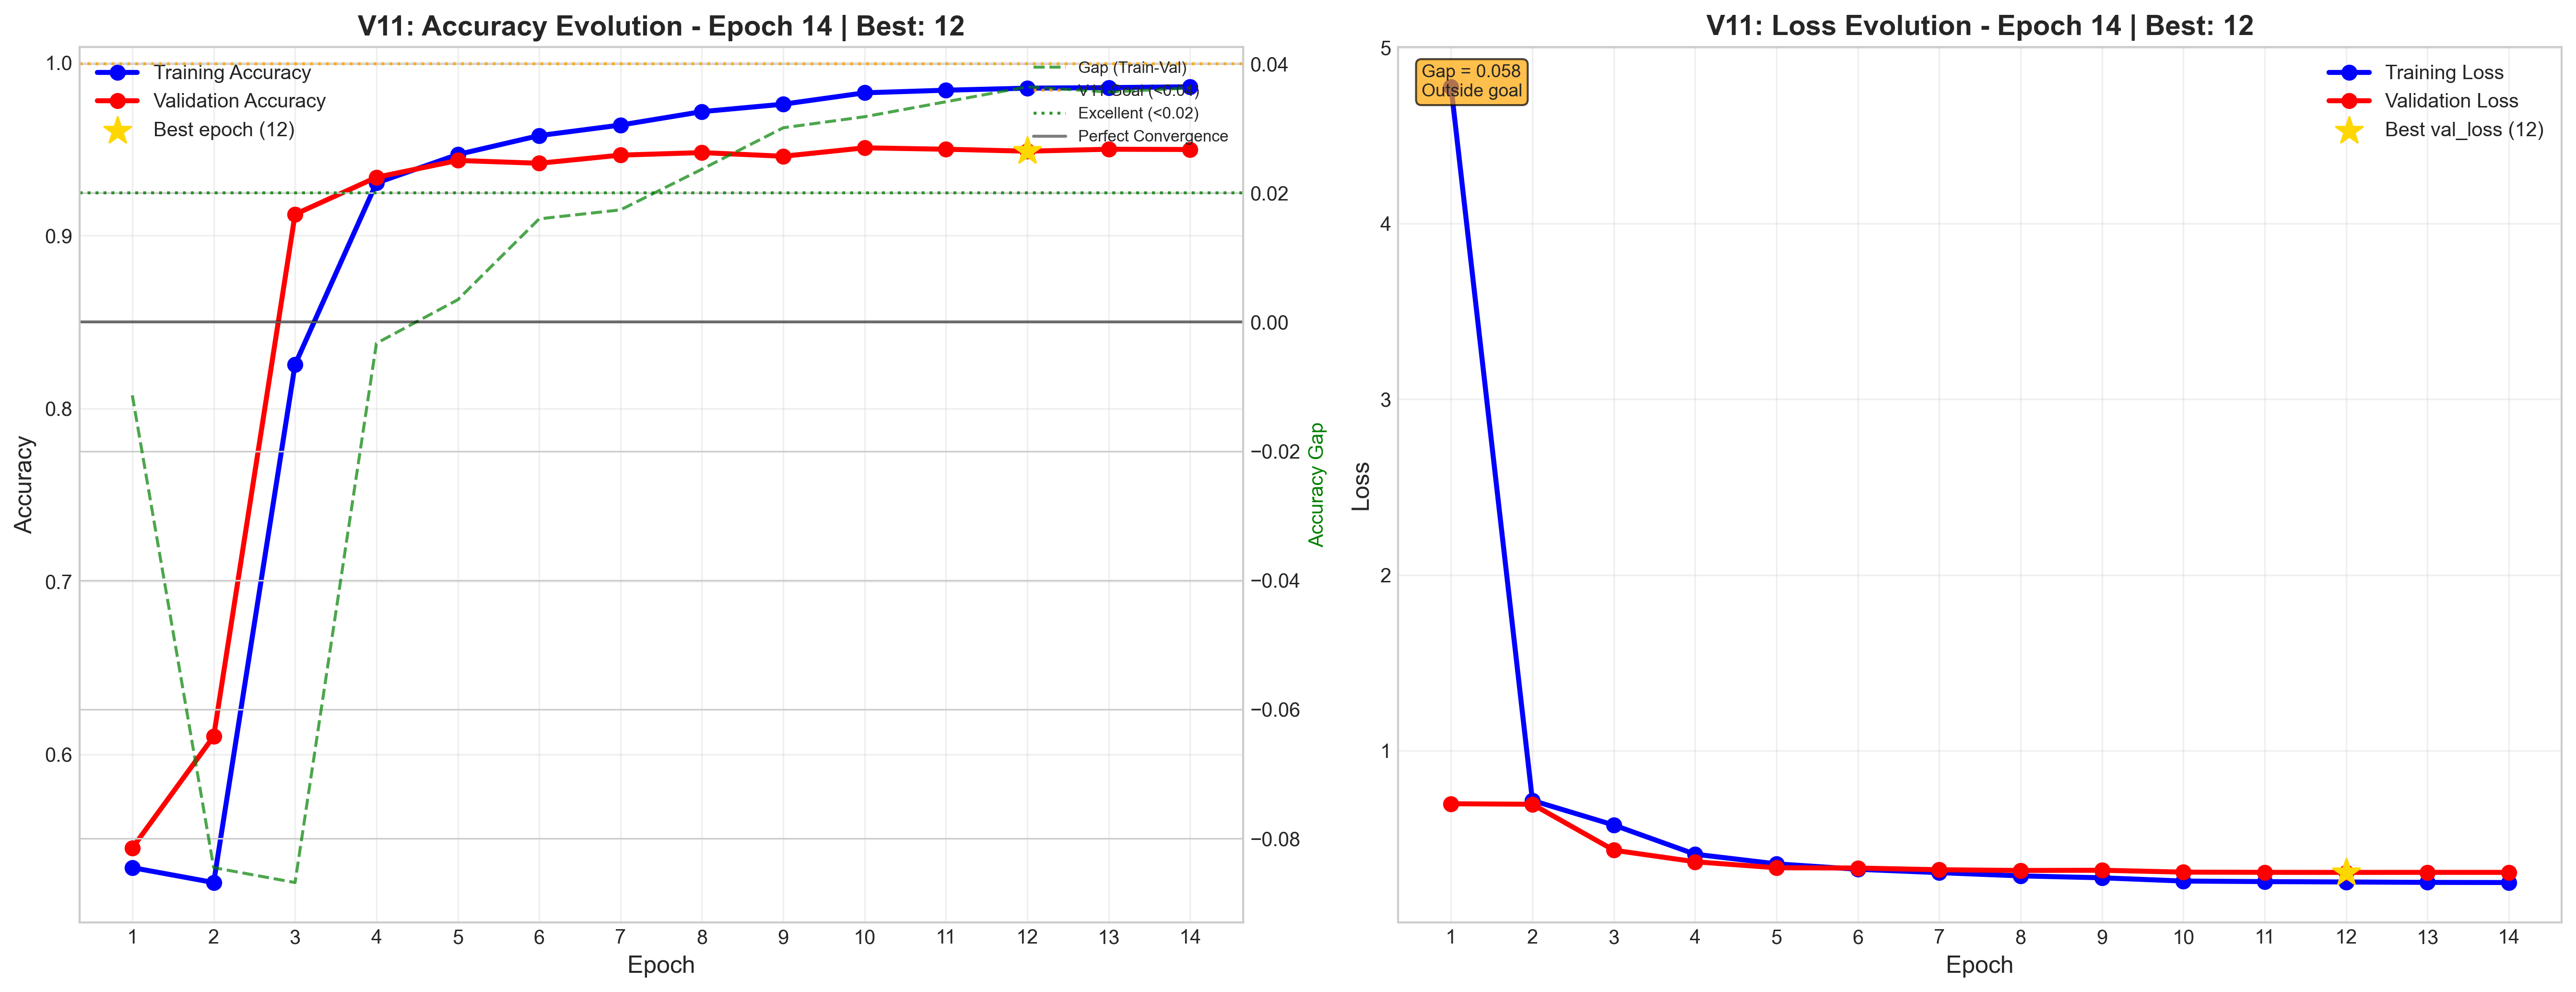 V11: Accuracy Evolution - Epoch 14 | Best: 12
Training Accuracy
Validation Accuracy
Best epoch (12)
Gap (Train-Val)
V11 Goal (<0.04)
Excellent (<0.02)
Perfect Convergence
1.0
0.9
0.8
0.7
0.6
Accuracy
0.04
0.02
0.00
−0.02
−0.04
−0.06
−0.08
Accuracy Gap
1 2 3 4 5 6 7 8 9 10 11 12 13 14
Epoch
V11: Loss Evolution - Epoch 14 | Best: 12
Gap = 0.058
Outside goal
Training Loss
Validation Loss
Best val_loss (12)
5
4
3
2
1
Loss
1 2 3 4 5 6 7 8 9 10 11 12 13 14
Epoch